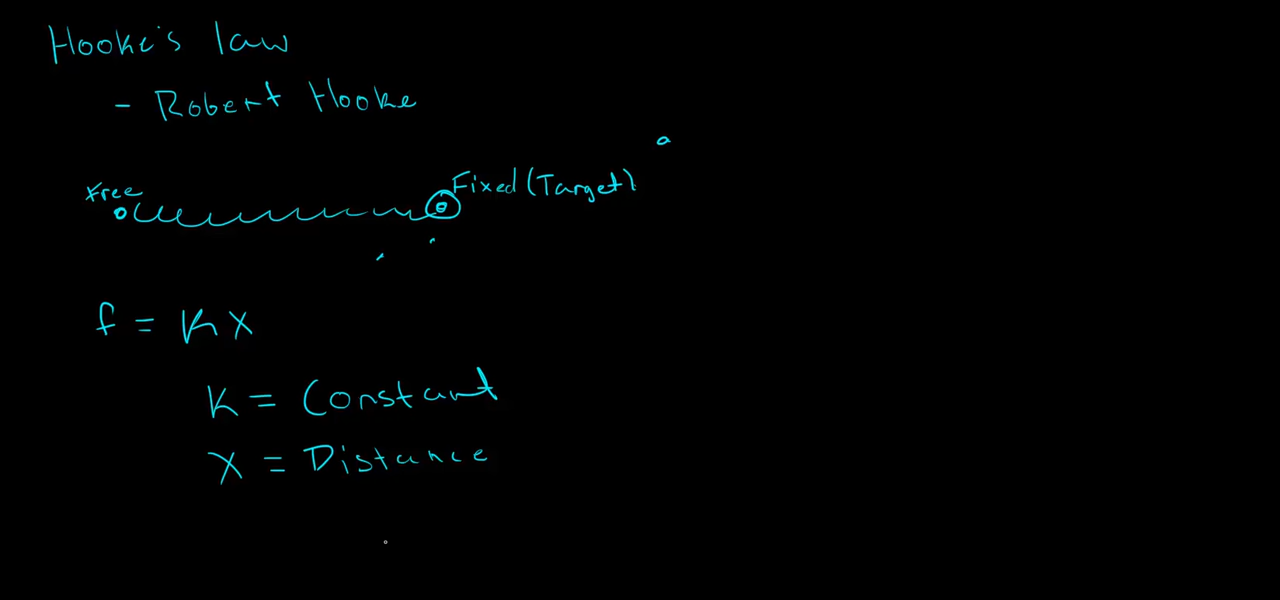 Hooke's law
- Robert Hooke
Free
Fixed (Target)
f = kx
k = Constant
x = Distance